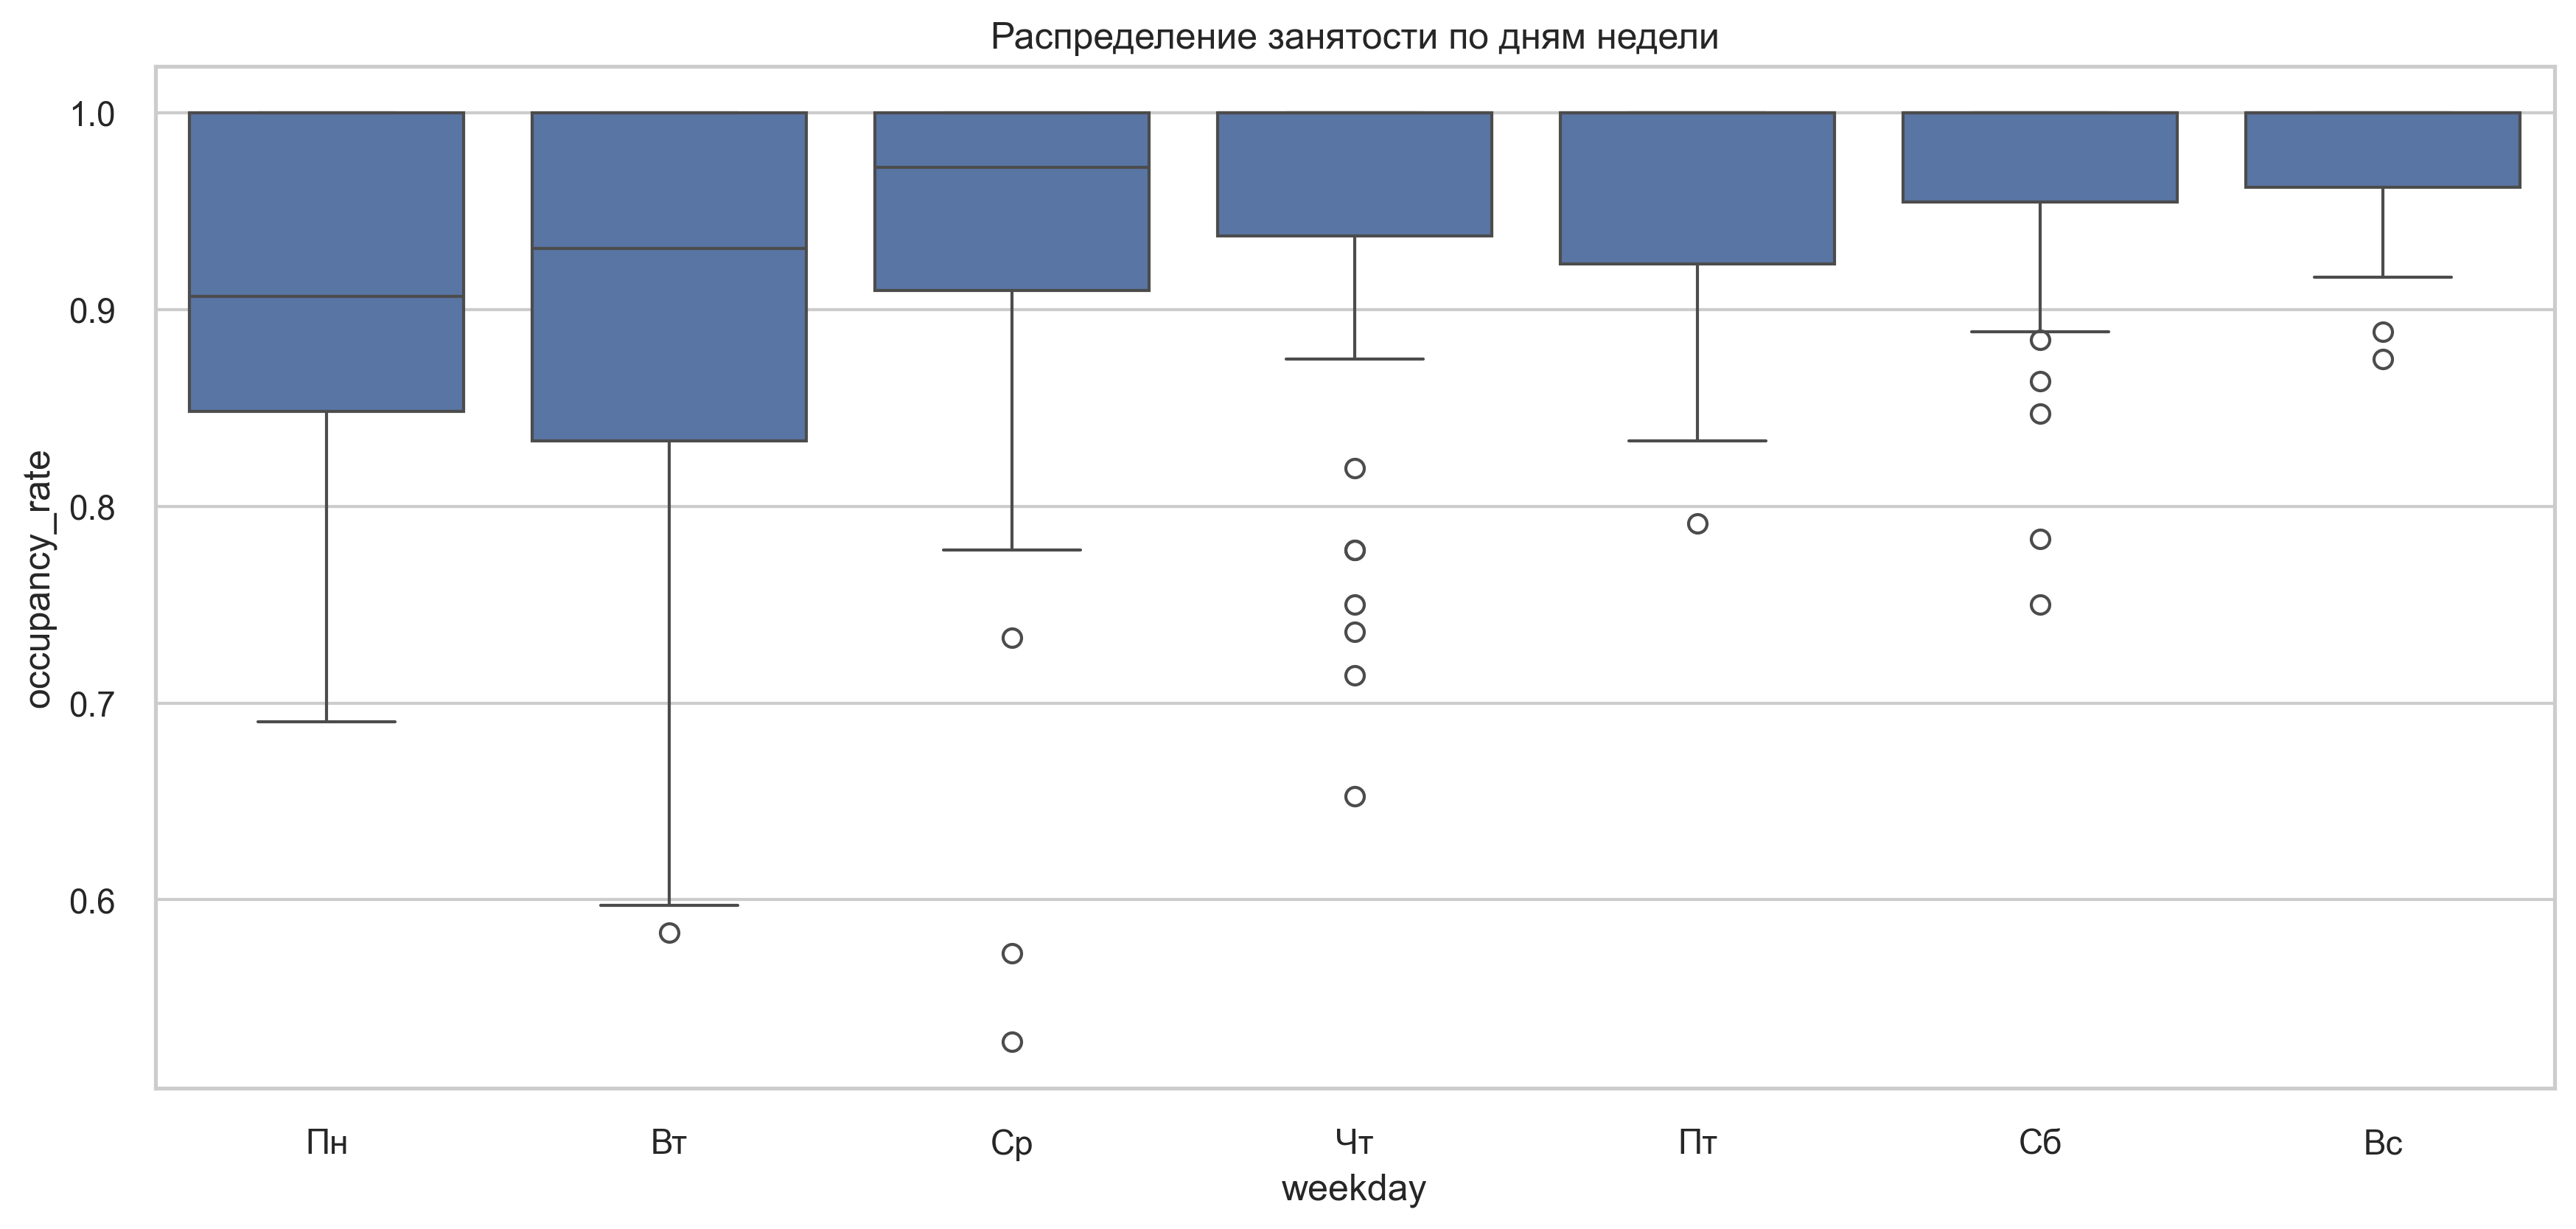 Распределение занятости по дням недели
1.0
0.9
0.8
0.7
0.6
occupancy_rate
Пн Вт Ср Чт Пт Сб Вс
weekday